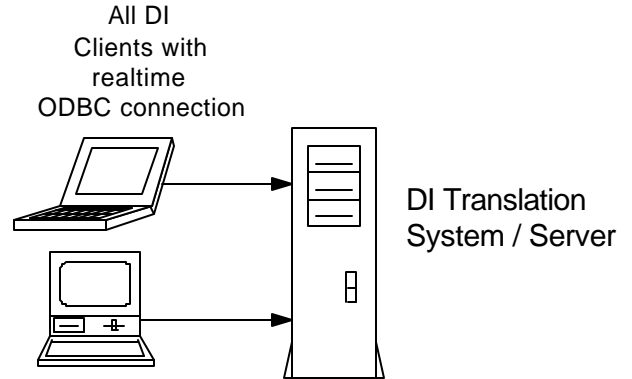 All DI
Clients with
realtime
ODBC connection
DI Translation
System / Server